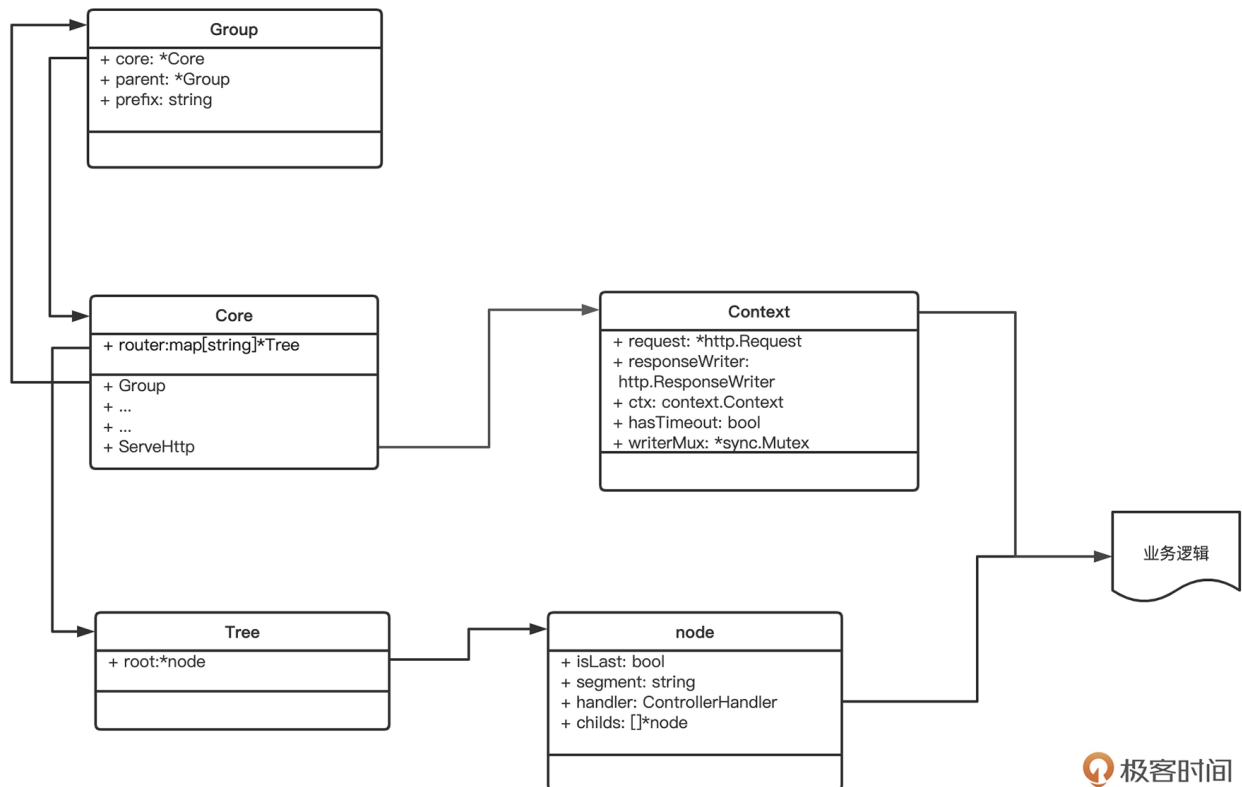 Group
+ core: *Core
+ parent: *Group
+ prefix: string
Core
+ router:map[string]*Tree
+ Group
+ ...
+ ...
+ ServeHttp
Context
+ request: *http.Request
+ responseWriter:
http.ResponseWriter
+ ctx: context.Context
+ hasTimeout: bool
+ writerMux: *sync.Mutex
业务逻辑
Tree
+ root:*node
node
+ isLast: bool
+ segment: string
+ handler: ControllerHandler
+ childs: []*node
极客时间